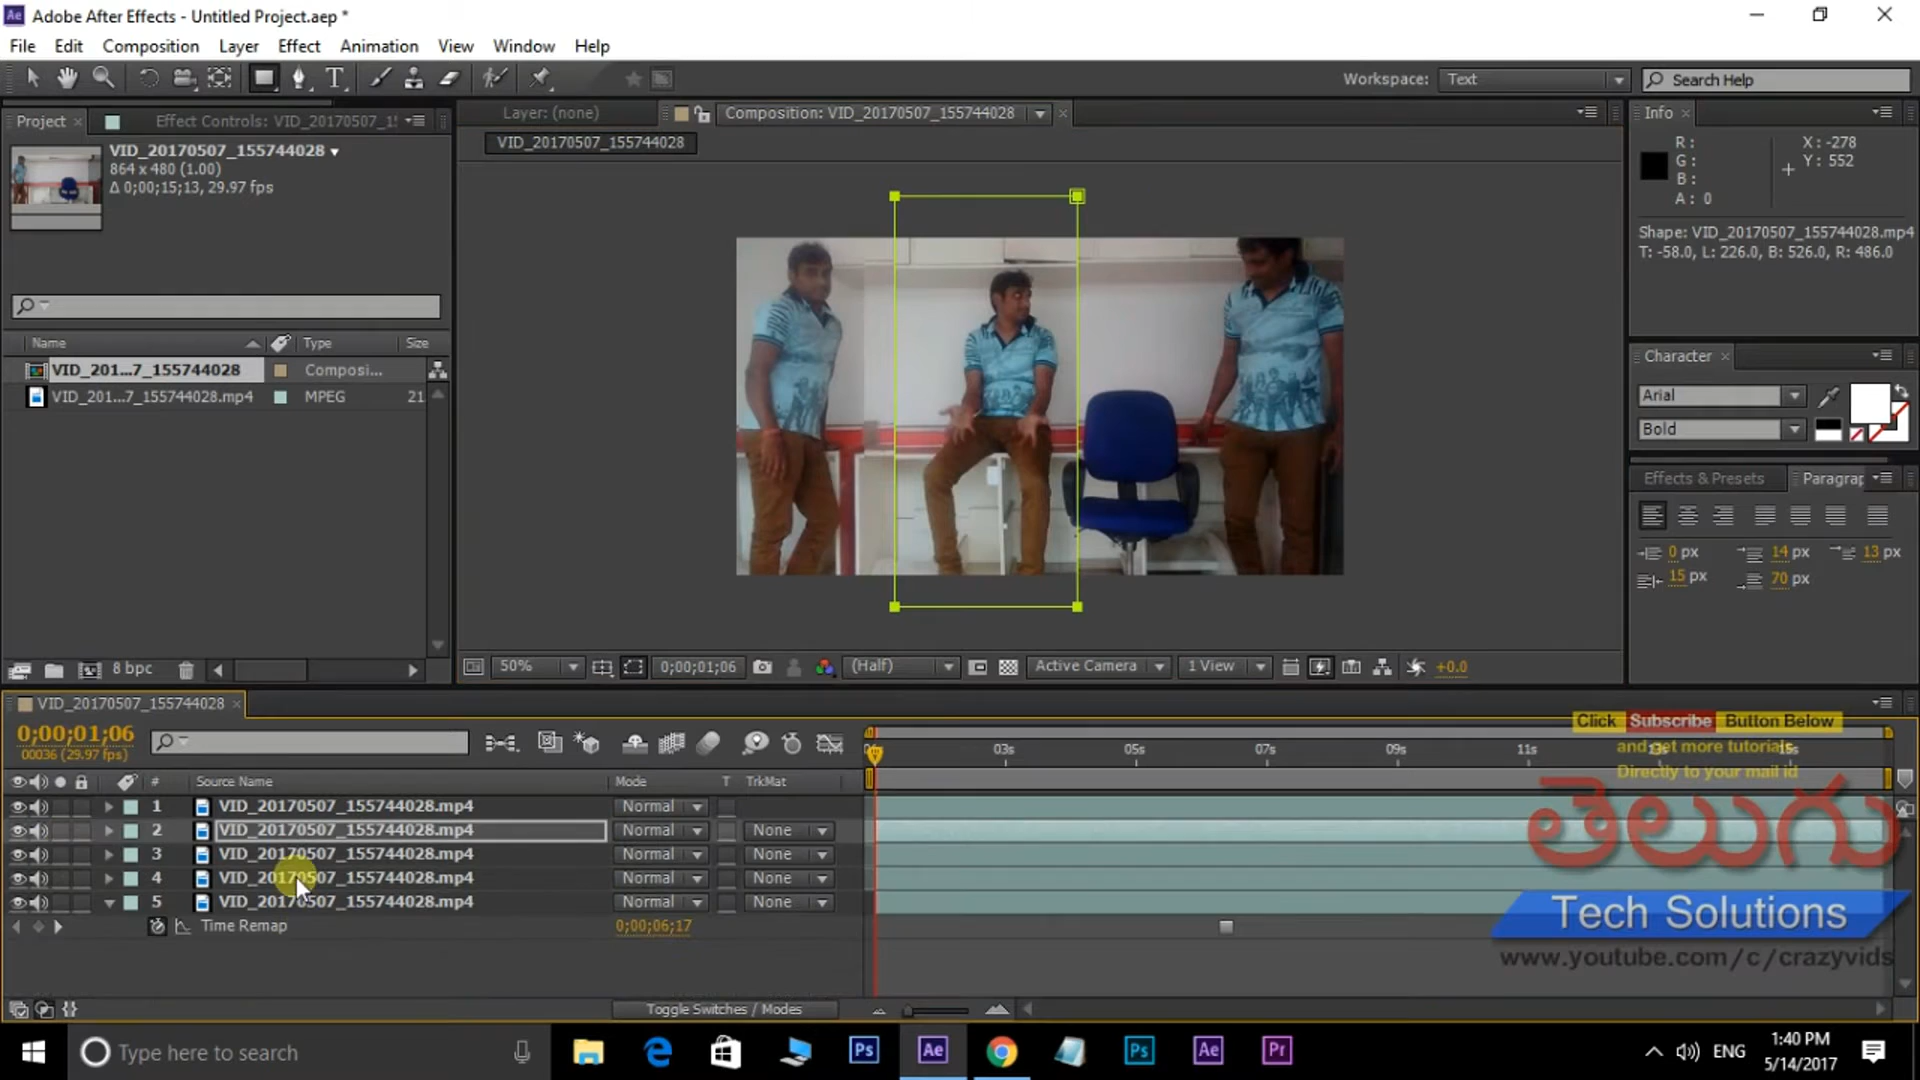 Adobe After Effects - Untitled Project.aep *
File Edit Composition Layer Effect Animation View Window Help
Workspace: Text Search Help
Project Effect Controls: VID_20170507_1!
Layer: (none) Composition: VID_20170507_155744028
Info
VID_20170507_155744028
VID_20170507_155744028
864 x 480 (1.00)
Δ 0;00;15;13, 29.97 fps
R :
G :
B :
A : 0
X : -278
Y : 552
Shape: VID_20170507_155744028.mp4
T: -58.0, L: 226.0, B: 526.0, R: 486.0
Name Type Size
VID_201...7_155744028 Composi...
VID_201...7_155744028.mp4 MPEG 21
Character
Arial
Bold
Effects & Presets Paragrap
0 px 14 px 13 px
15 px 70 px
8 bpc
50% 0;00;01;06 (Half) Active Camera 1 View +0.0
VID_20170507_155744028
0;00;01;06
00036 (29.97 fps)
03s 05s 07s 09s 11s
# Source Name Mode T TrkMat
1 VID_20170507_155744028.mp4 Normal
2 VID_20170507_155744028.mp4 Normal None
3 VID_20170507_155744028.mp4 Normal None
4 VID_20170507_155744028.mp4 Normal None
5 VID_20170507_155744028.mp4 Normal None
Time Remap 0;00;06;17
Toggle Switches / Modes
Click Subscribe Button Below
and get more tutorials
Directly to your mail id
తెలుగు
Tech Solutions
www.youtube.com/c/crazyvids
Type here to search
Ps Ae Ps Ae Pr
ENG
1:40 PM
5/14/2017